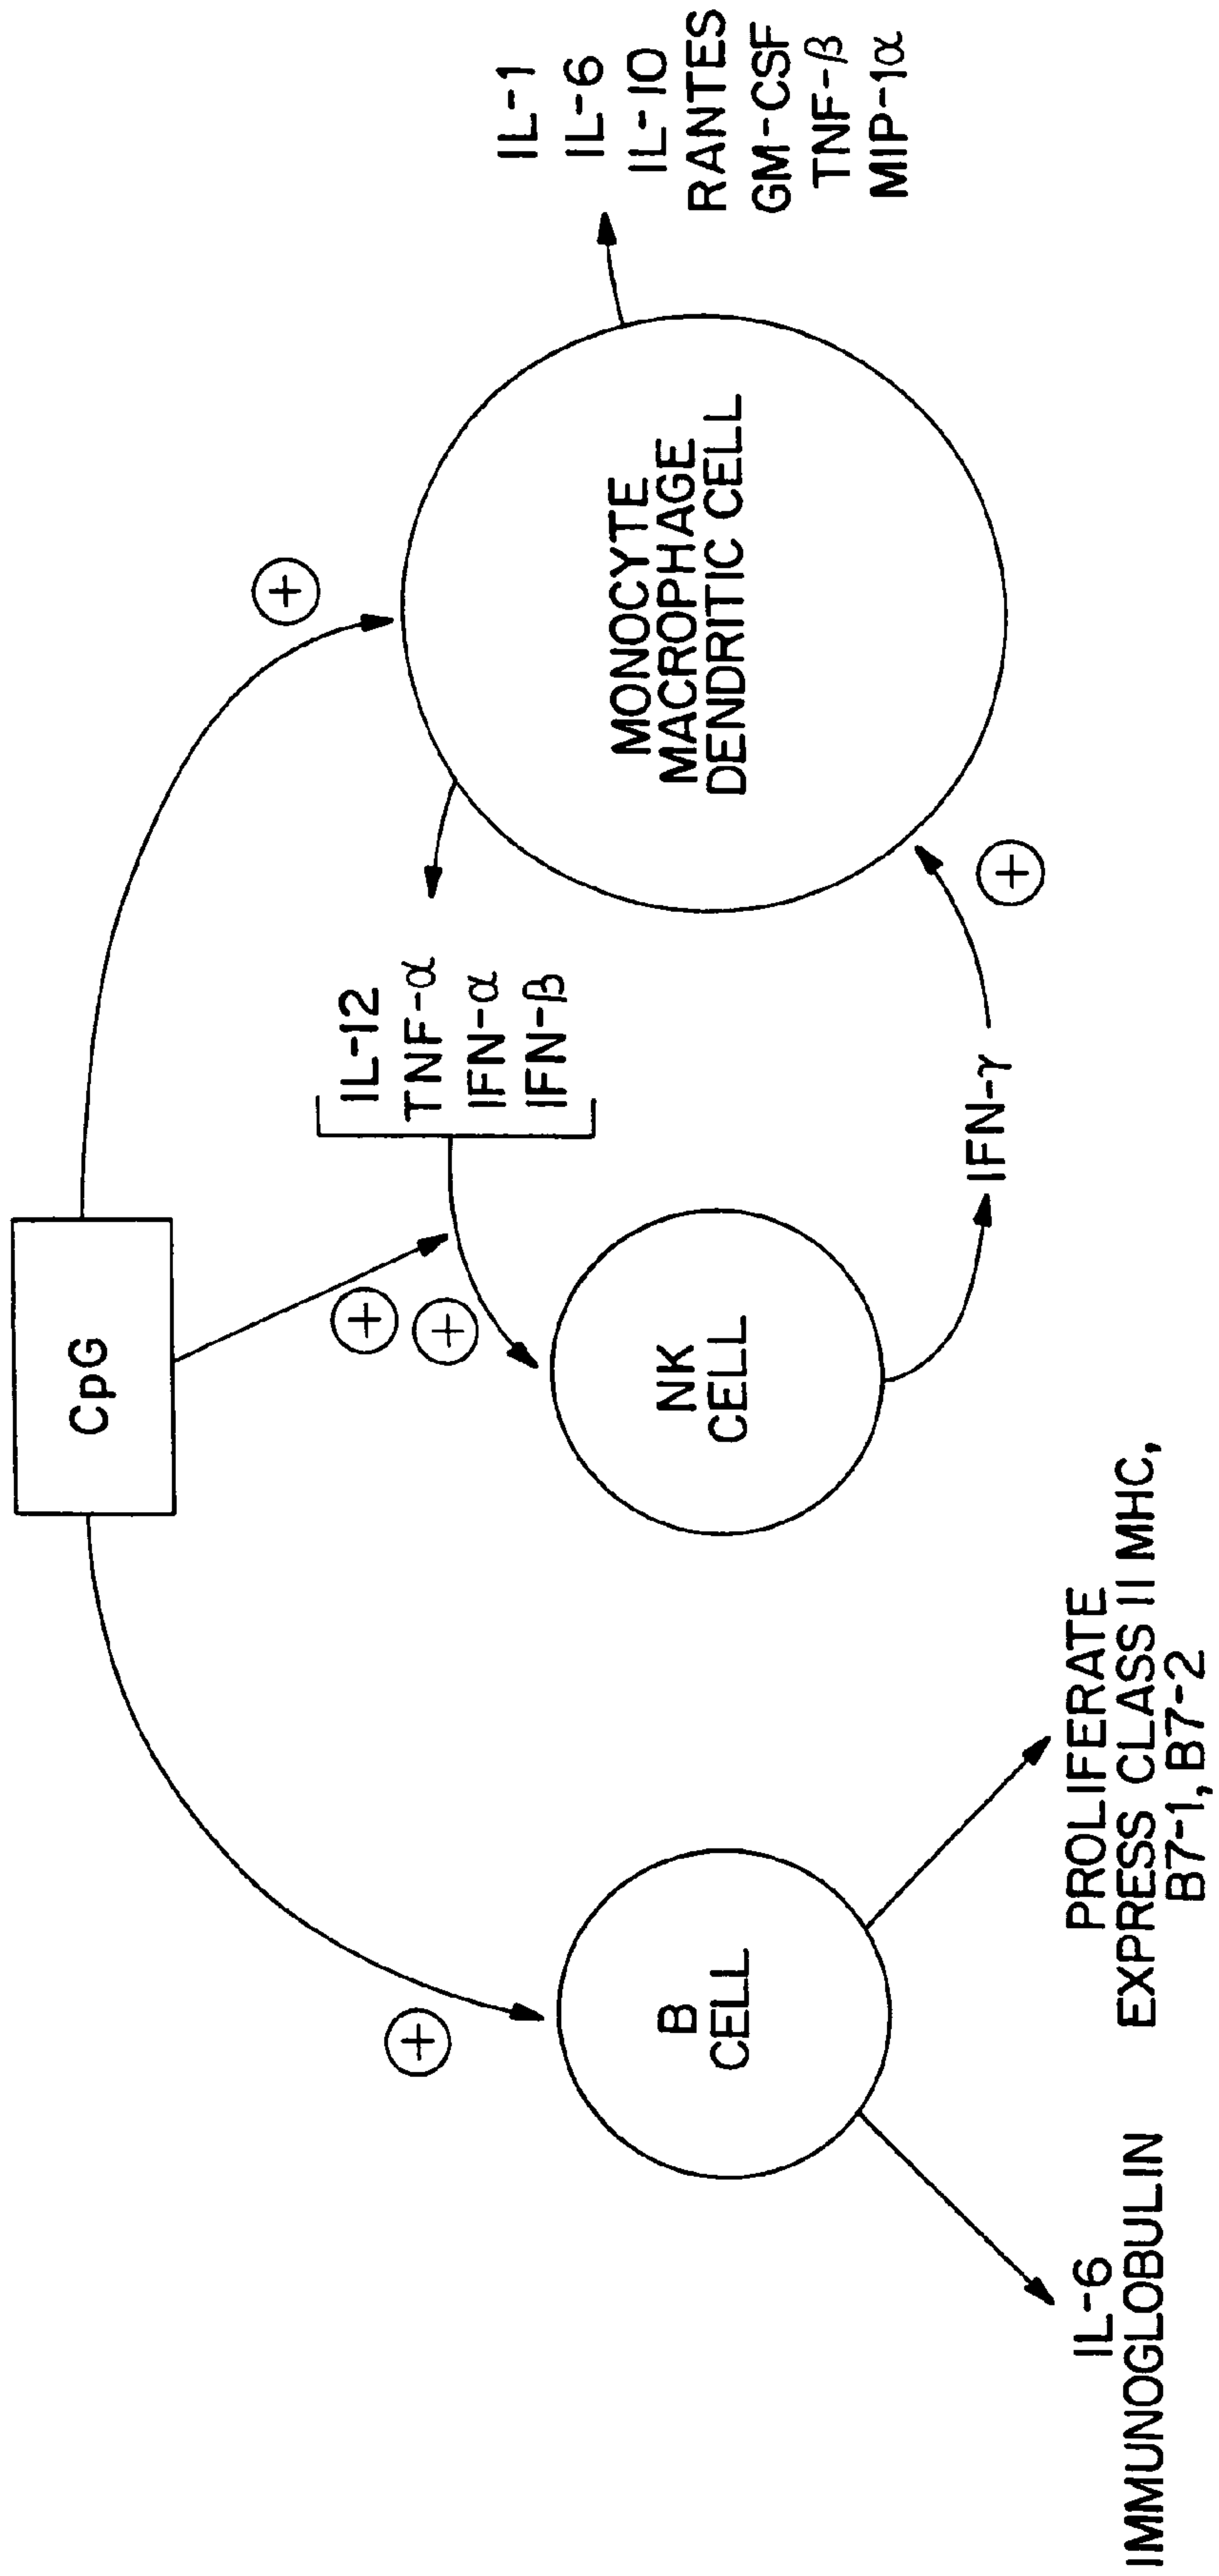 CpG
+
+
+
+
IL-12
TNF-α
IFN-α
IFN-β
B
CELL
NK
CELL
MONOCYTE
MACROPHAGE
DENDRITIC CELL
IL-1
IL-6
IL-10
RANTES
GM-CSF
TNF-β
MIP-1α
IFN-γ
+
IL-6
IMMUNOGLOBULIN
PROLIFERATE
EXPRESS CLASS II MHC,
B7-1, B7-2